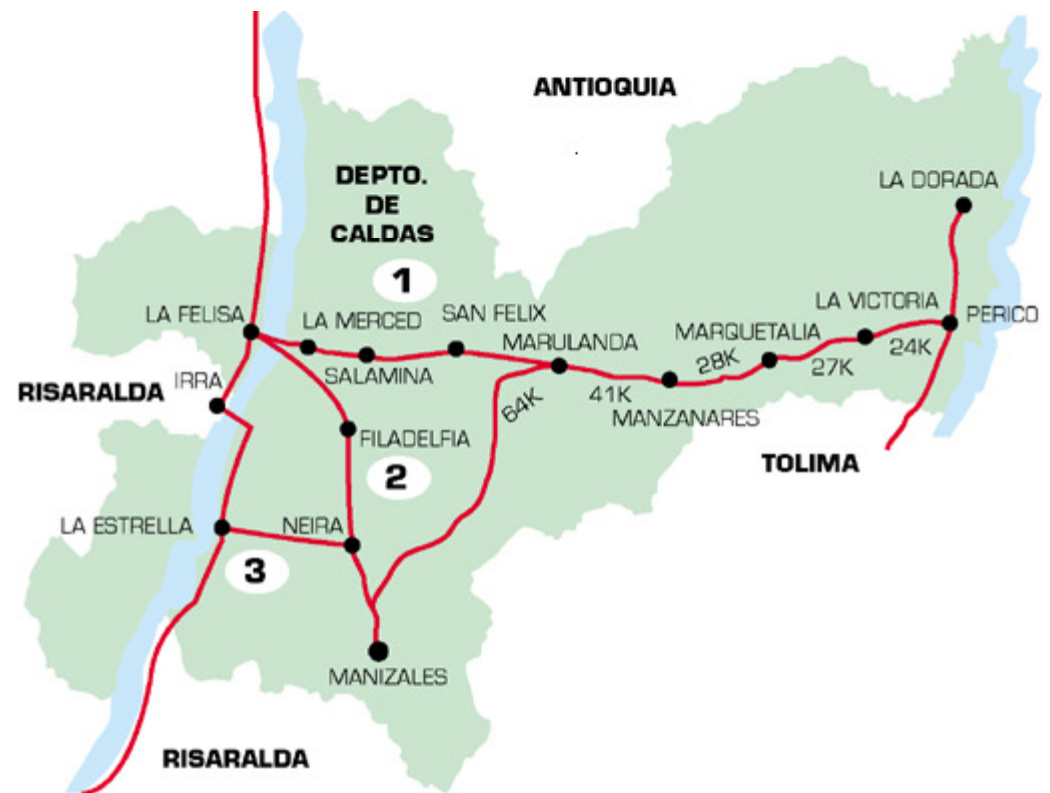 ANTIOQUIA
DEPTO.
DE
CALDAS
1
LA DORADA
LA FELISA
LA MERCED
SAN FELIX
LA VICTORIA
PERICO
MARULANDA
MARQUETALIA
SALAMINA
RISARALDA
IRRA
64K
41K
28K
27K
24K
MANZANARES
FILADELFIA
2
TOLIMA
LA ESTRELLA
NEIRA
3
MANIZALES
RISARALDA